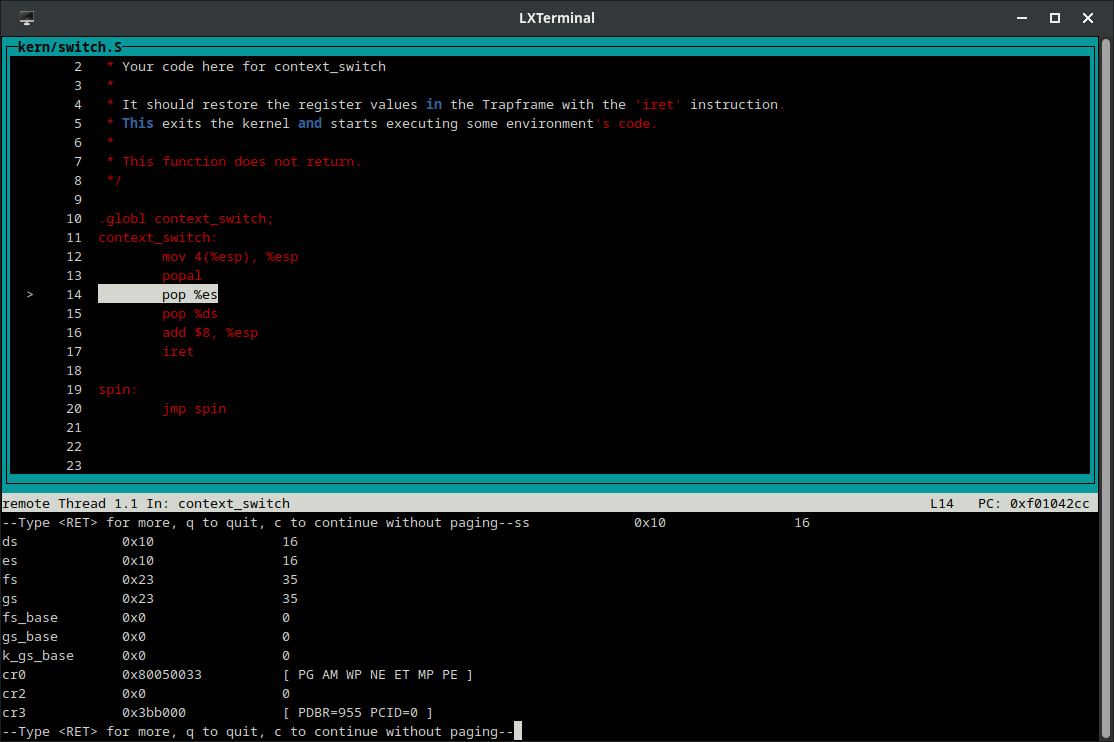 LXTerminal
kern/switch.S
2 * Your code here for context_switch
3 *
4 * It should restore the register values in the Trapframe with the 'iret' instruction.
5 * This exits the kernel and starts executing some environment's code.
6 *
7 * This function does not return.
8 */
9
10 .globl context_switch;
11 context_switch:
12 mov 4(%esp), %esp
13 popal
> 14 pop %es
15 pop %ds
16 add $8, %esp
17 iret
18
19 spin:
20 jmp spin
21
22
23
remote Thread 1.1 In: context_switch L14 PC: 0xf01042cc
--Type <RET> for more, q to quit, c to continue without paging--ss 0x10 16
ds 0x10 16
es 0x10 16
fs 0x23 35
gs 0x23 35
fs_base 0x0 0
gs_base 0x0 0
k_gs_base 0x0 0
cr0 0x80050033 [ PG AM WP NE ET MP PE ]
cr2 0x0 0
cr3 0x3bb000 [ PDBR=955 PCID=0 ]
--Type <RET> for more, q to quit, c to continue without paging--